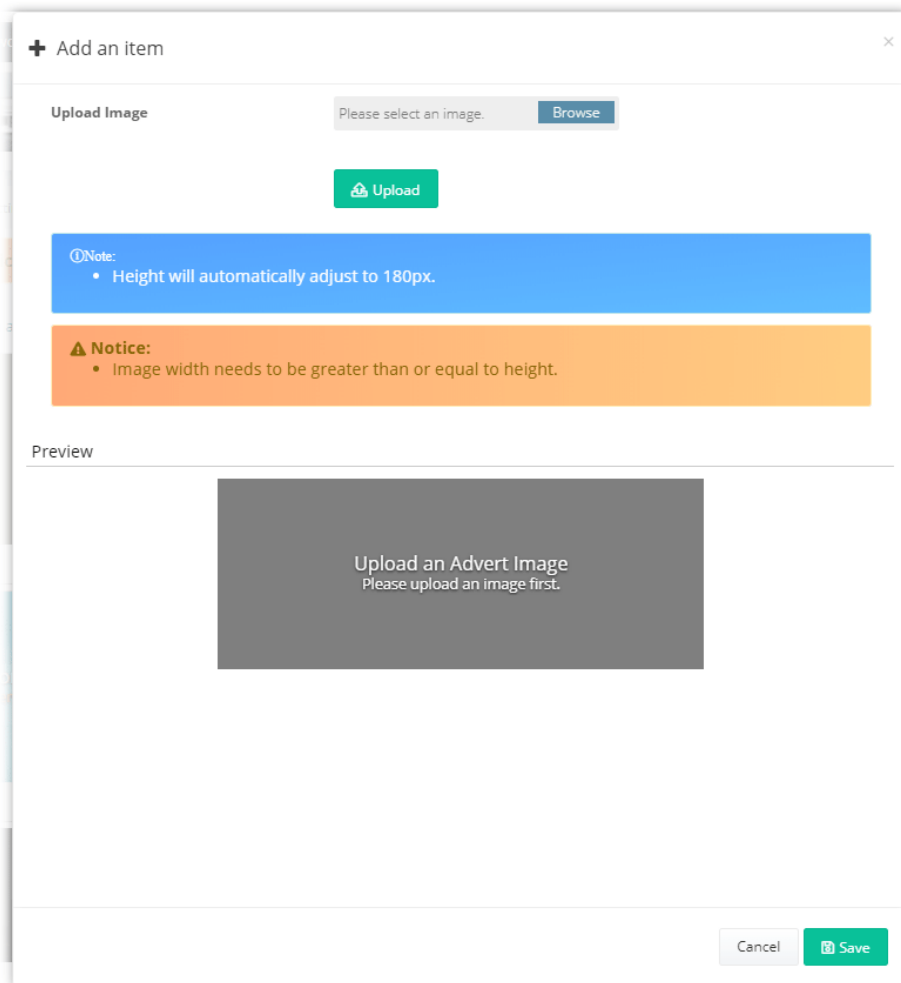 Add an item
×
Upload Image
Please select an image.
Browse
Upload
Note:
• Height will automatically adjust to 180px.
Notice:
• Image width needs to be greater than or equal to height.
Preview
Upload an Advert Image
Please upload an image first.
Cancel
Save